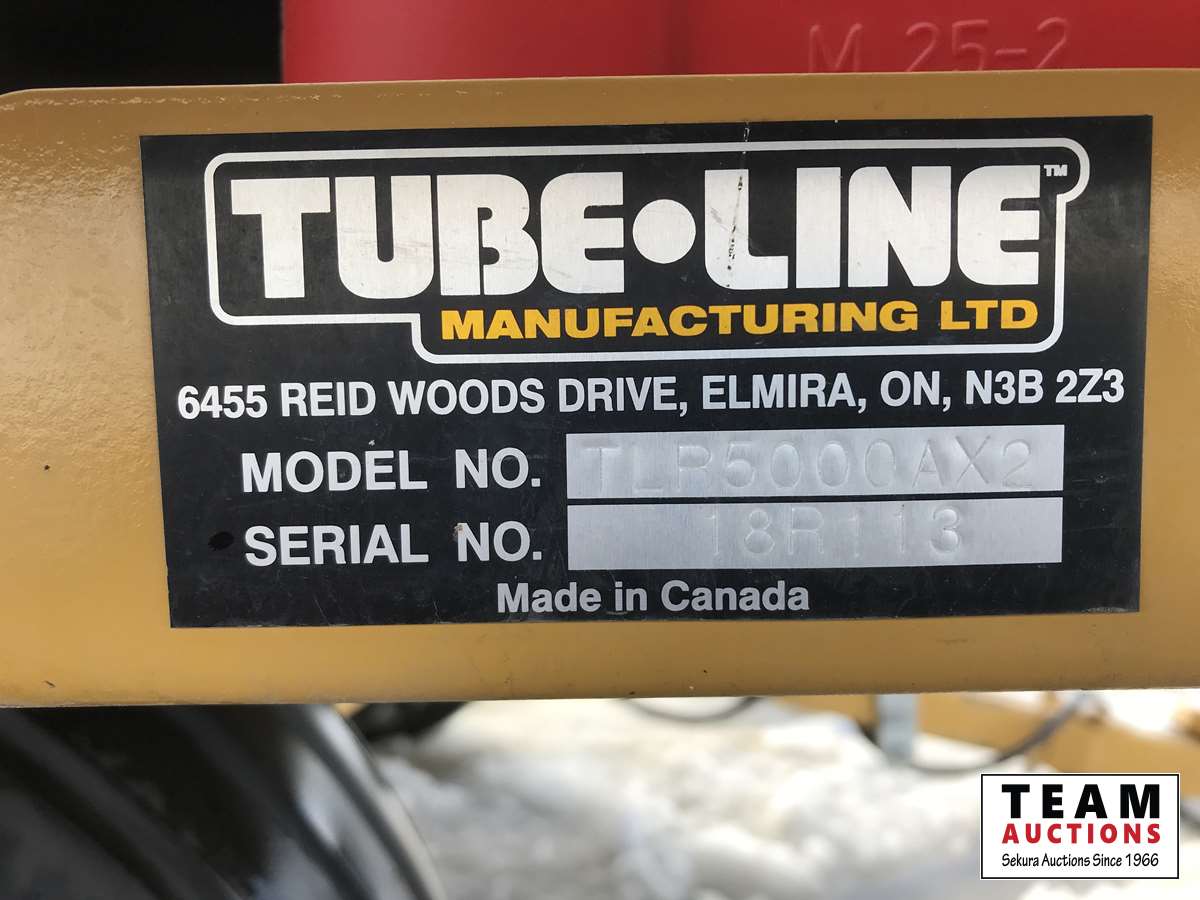 M 25-2
TUBE•LINE™
MANUFACTURING LTD
6455 REID WOODS DRIVE, ELMIRA, ON, N3B 2Z3
MODEL NO. TLR5000AX2
SERIAL NO. 18R113
Made in Canada
TEAM
AUCTIONS
Sekura Auctions Since 1966